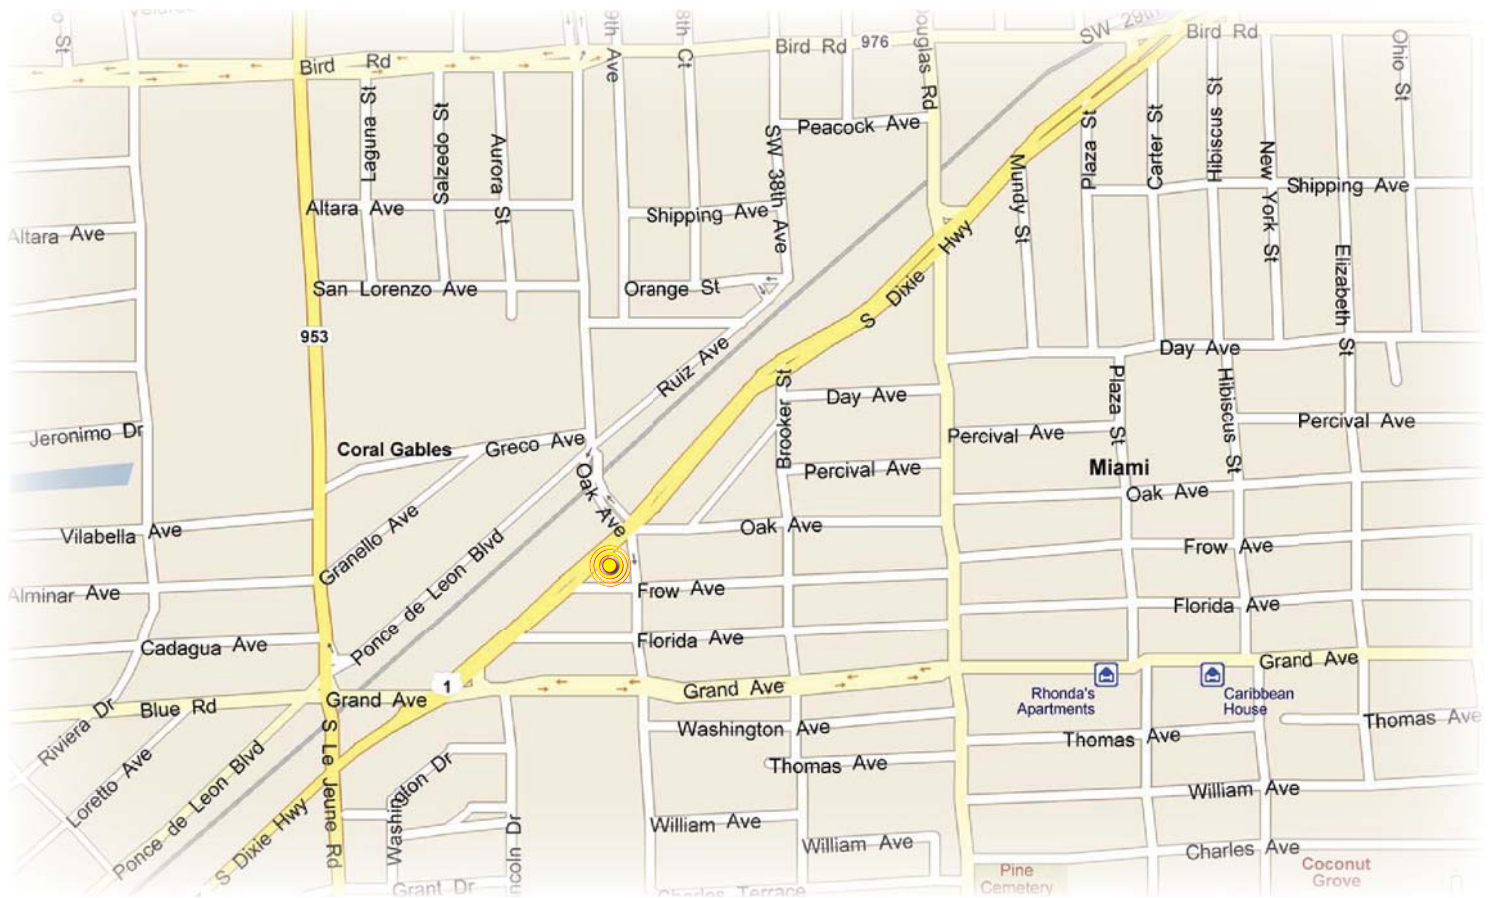 St
SW 29th
Bird Rd
976
Bird Rd
Bird Rd
9th Ave
8th Ct
Douglas Rd
Ohio St
Laguna St
Salzedo St
Aurora St
SW 38th Ave
Peacock Ave
Mundy St
Plaza St
Carter St
Hibiscus St
New York St
Shipping Ave
Altara Ave
Shipping Ave
Altara Ave
S Dixie Hwy
Elizabeth St
San Lorenzo Ave
Orange St
953
Ruiz Ave
Day Ave
Brooker St
Day Ave
Plaza St
Hibiscus St
Percival Ave
Jeronimo Dr
Coral Gables
Greco Ave
Percival Ave
Percival Ave
Miami
Oak Ave
Oak Ave
Oak Ave
Vilabella Ave
Granello Ave
Ponce de Leon Blvd
Frow Ave
Alminar Ave
Frow Ave
Florida Ave
Cadagua Ave
Florida Ave
Grand Ave
1
Grand Ave
Grand Ave
Rhonda's
Apartments
Caribbean
House
Blue Rd
Riviera Dr
Loretto Ave
Ponce de Leon Blvd
S Le Jeune Rd
Washington Ave
Thomas Ave
Thomas Ave
Thomas Ave
Washington Dr
William Ave
S Dixie Hwy
William Ave
William Ave
Lincoln Dr
Charles Ave
Pine
Cemetery
Coconut
Grove
Grant Dr
Charles Terrace